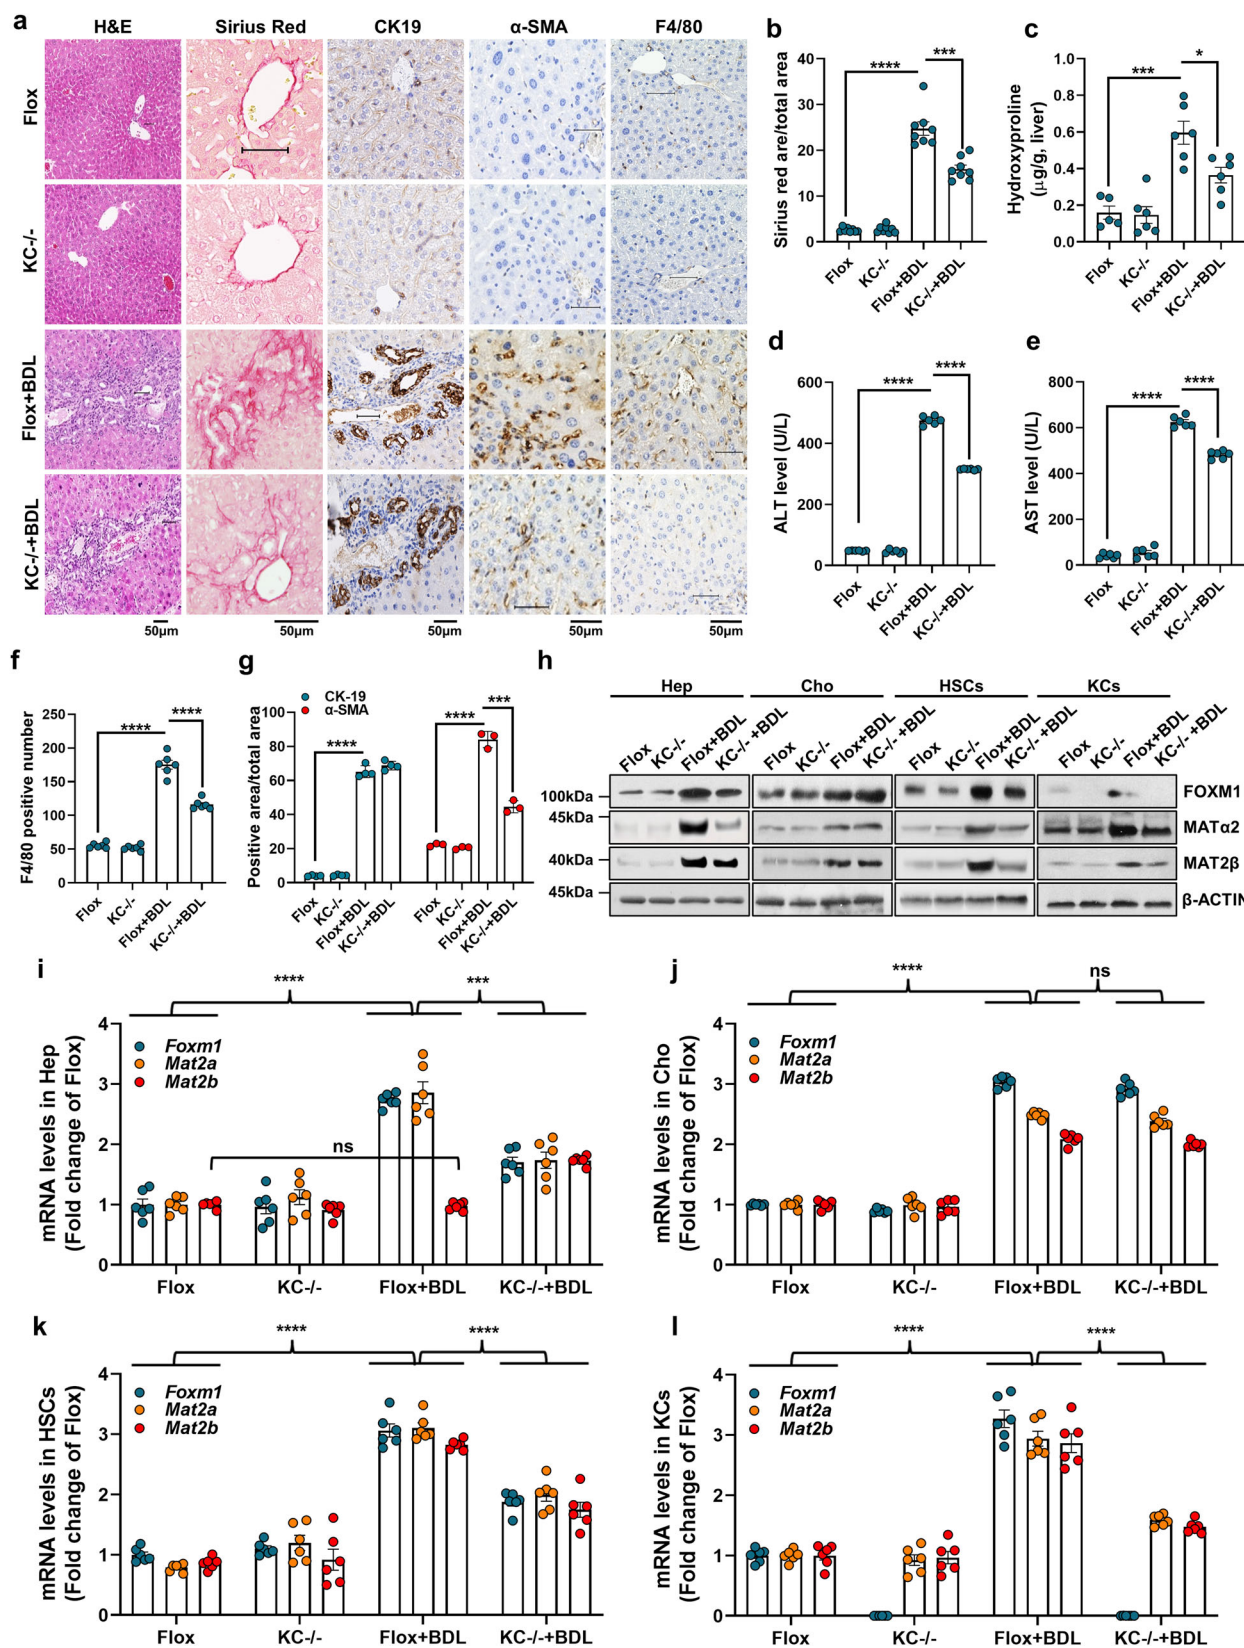 a
H&E Sirius Red CK19 α-SMA F4/80
Flox
KC-/-
Flox+BDL
KC-/-+BDL
50μm 50μm 50μm 50μm 50μm
b
Sirius red area/total area
40
30
20
10
0
**** ***
Flox KC-/- Flox+BDL KC-/-+BDL
c
Hydroxyproline
(μg/g, liver)
1.0
0.8
0.6
0.4
0.2
0.0
*** *
Flox KC-/- Flox+BDL KC-/-+BDL
d
ALT level (U/L)
600
400
200
0
**** ****
Flox KC-/- Flox+BDL KC-/-+BDL
e
AST level (U/L)
800
600
400
200
0
**** ****
Flox KC-/- Flox+BDL KC-/-+BDL
f
F4/80 positive number
250
200
150
100
50
0
**** ****
Flox KC-/- Flox+BDL KC-/-+BDL
g
CK-19
α-SMA
Positive area/total area
100
80
60
40
20
0
**** **** ***
Flox KC-/- Flox+BDL KC-/-+BDL Flox KC-/- Flox+BDL KC-/-+BDL
h
Hep Cho HSCs KCs
Flox KC-/- Flox+BDL KC-/-+BDL Flox KC-/- Flox+BDL KC-/-+BDL Flox KC-/- Flox+BDL KC-/-+BDL Flox KC-/- Flox+BDL KC-/-+BDL
100kDa FOXM1
45kDa MATα2
40kDa MAT2β
45kDa β-ACTIN
i
mRNA levels in Hep
(Fold change of Flox)
4
3
2
1
0
Foxm1
Mat2a
Mat2b
**** ***
ns
Flox KC-/- Flox+BDL KC-/-+BDL
j
mRNA levels in Cho
(Fold change of Flox)
4
3
2
1
0
Foxm1
Mat2a
Mat2b
**** ns
Flox KC-/- Flox+BDL KC-/-+BDL
k
mRNA levels in HSCs
(Fold change of Flox)
4
3
2
1
0
Foxm1
Mat2a
Mat2b
**** ****
Flox KC-/- Flox+BDL KC-/-+BDL
l
mRNA levels in KCs
(Fold change of Flox)
4
3
2
1
0
Foxm1
Mat2a
Mat2b
**** ****
Flox KC-/- Flox+BDL KC-/-+BDL